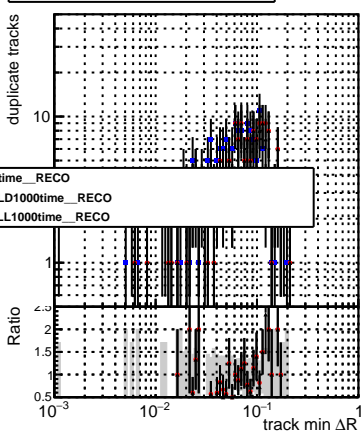 duplicate tracks
10
time__RECO
LD1000time__RECO
LL1000time__RECO
1
Ratio
2.5
2
1.5
1
0.5
10−3 10−2 10−1 1
track min ΔR